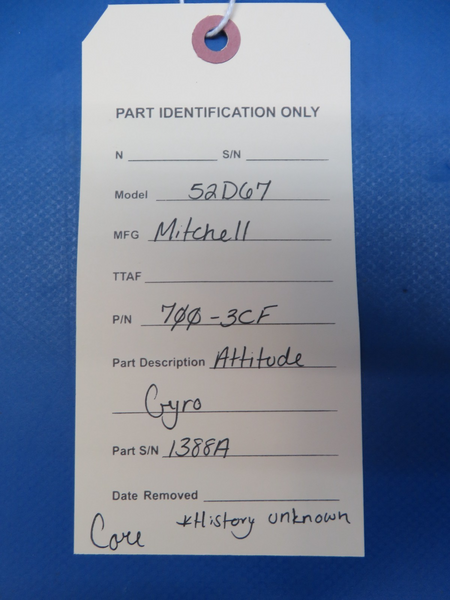 PART IDENTIFICATION ONLY
N S/N
Model 52D67
MFG Mitchell
TTAF
P/N 700-3CF
Part Description Attitude
Gyro
Part S/N 1388A
Date Removed
*History unknown
Core